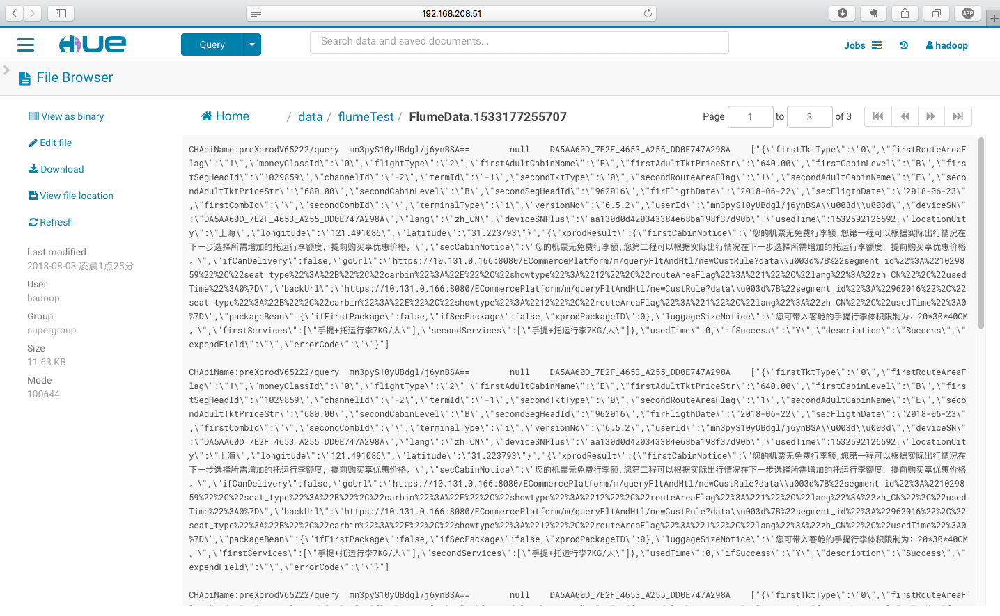 192.168.208.51
ABP
HUE
Query
Search data and saved documents...
Jobs
hadoop
File Browser
View as binary
Edit file
Download
View file location
Refresh
Last modified
2018-08-03 凌晨1点25分
User
hadoop
Group
supergroup
Size
11.63 KB
Mode
100644
Home / data / flumeTest / FlumeData.1533177255707
Page 1 to 3 of 3
CHApiName:preXprodV65222/query mn3pyS10yUBdgl/j6ynBSA== null DA5AA60D_7E2F_4653_A255_DD0E747A298A ["{\"firstTktType\":\"0\",\"firstRouteAreaF
lag\":\"1\",\"moneyClassId\":\"0\",\"flightType\":\"2\",\"firstAdultCabinName\":\"E\",\"firstAdultTktPriceStr\":\"640.00\",\"firstCabinLevel\":\"B\",\"firs
tSegHeadId\":\"1029859\",\"channelId\":\"-2\",\"termId\":\"-1\",\"secondTktType\":\"0\",\"secondRouteAreaFlag\":\"1\",\"secondAdultCabinName\":\"E\",\"seco
ndAdultTktPriceStr\":\"680.00\",\"secondCabinLevel\":\"B\",\"secondSegHeadId\":\"962016\",\"firFligthDate\":\"2018-06-22\",\"secFligthDate\":\"2018-06-23\"
,\"firstCombId\":\"\",\"secondCombId\":\"\",\"terminalType\":\"i\",\"versionNo\":\"6.5.2\",\"userId\":\"mn3pyS10yUBdgl/j6ynBSA\\u003d\\u003d\",\"deviceSN\"
:\"DA5AA60D_7E2F_4653_A255_DD0E747A298A\",\"lang\":\"zh_CN\",\"deviceSNPlus\":\"aa130d0d420343384e68ba198f37d90b\",\"usedTime\":1532592126592,\"locationCit
y\":\"上海\",\"longitude\":\"121.491086\",\"latitude\":\"31.223793\"}","{\"xprodResult\":{\"firstCabinNotice\":\"您的机票无免费行李额,您第一程可以根据实际出行情况在
下一步选择所需增加的托运行李额度，提前购买享优惠价格。\",\"secCabinNotice\":\"您的机票无免费行李额,您第二程可以根据实际出行情况在下一步选择所需增加的托运行李额度，提前购买享优惠价格
。\",\"ifCanDelivery\":false,\"goUrl\":\"https://10.131.0.166:8080/ECommercePlatform/m/queryFltAndHtl/newCustRule?data\\u003d%7B%22segment_id%22%3A%2210298
59%22%2C%22seat_type%22%3A%22B%22%2C%22carbin%22%3A%22E%22%2C%22showtype%22%3A%2212%22%2C%22routeAreaFlag%22%3A%221%22%2C%22lang%22%3A%22zh_CN%22%2C%22used
Time%22%3A0%7D\",\"backUrl\":\"https://10.131.0.166:8080/ECommercePlatform/m/queryFltAndHtl/newCustRule?data\\u003d%7B%22segment_id%22%3A%22962016%22%2C%22
seat_type%22%3A%22B%22%2C%22carbin%22%3A%22E%22%2C%22showtype%22%3A%2212%22%2C%22routeAreaFlag%22%3A%221%22%2C%22lang%22%3A%22zh_CN%22%2C%22usedTime%22%3A0
%7D\",\"packageBean\":{\"ifFirstPackage\":false,\"ifSecPackage\":false,\"xprodPackageID\":0},\"luggageSizeNotice\":\"您可带入客舱的手提行李体积限制为：20*30*40CM
。\",\"firstServices\":[\"手提+托运行李7KG/人\"],\"secondServices\":[\"手提+托运行李7KG/人\"]},\"usedTime\":0,\"ifSuccess\":\"Y\",\"description\":\"Success\",\"
expendField\":\"\",\"errorCode\":\"\"}"]
CHApiName:preXprodV65222/query mn3pyS10yUBdgl/j6ynBSA== null DA5AA60D_7E2F_4653_A255_DD0E747A298A ["{\"firstTktType\":\"0\",\"firstRouteAreaF
lag\":\"1\",\"moneyClassId\":\"0\",\"flightType\":\"2\",\"firstAdultCabinName\":\"E\",\"firstAdultTktPriceStr\":\"640.00\",\"firstCabinLevel\":\"B\",\"firs
tSegHeadId\":\"1029859\",\"channelId\":\"-2\",\"termId\":\"-1\",\"secondTktType\":\"0\",\"secondRouteAreaFlag\":\"1\",\"secondAdultCabinName\":\"E\",\"seco
ndAdultTktPriceStr\":\"680.00\",\"secondCabinLevel\":\"B\",\"secondSegHeadId\":\"962016\",\"firFligthDate\":\"2018-06-22\",\"secFligthDate\":\"2018-06-23\"
,\"firstCombId\":\"\",\"secondCombId\":\"\",\"terminalType\":\"i\",\"versionNo\":\"6.5.2\",\"userId\":\"mn3pyS10yUBdgl/j6ynBSA\\u003d\\u003d\",\"deviceSN\"
:\"DA5AA60D_7E2F_4653_A255_DD0E747A298A\",\"lang\":\"zh_CN\",\"deviceSNPlus\":\"aa130d0d420343384e68ba198f37d90b\",\"usedTime\":1532592126592,\"locationCit
y\":\"上海\",\"longitude\":\"121.491086\",\"latitude\":\"31.223793\"}","{\"xprodResult\":{\"firstCabinNotice\":\"您的机票无免费行李额,您第一程可以根据实际出行情况在
下一步选择所需增加的托运行李额度，提前购买享优惠价格。\",\"secCabinNotice\":\"您的机票无免费行李额,您第二程可以根据实际出行情况在下一步选择所需增加的托运行李额度，提前购买享优惠价格
。\",\"ifCanDelivery\":false,\"goUrl\":\"https://10.131.0.166:8080/ECommercePlatform/m/queryFltAndHtl/newCustRule?data\\u003d%7B%22segment_id%22%3A%2210298
59%22%2C%22seat_type%22%3A%22B%22%2C%22carbin%22%3A%22E%22%2C%22showtype%22%3A%2212%22%2C%22routeAreaFlag%22%3A%221%22%2C%22lang%22%3A%22zh_CN%22%2C%22used
Time%22%3A0%7D\",\"backUrl\":\"https://10.131.0.166:8080/ECommercePlatform/m/queryFltAndHtl/newCustRule?data\\u003d%7B%22segment_id%22%3A%22962016%22%2C%22
seat_type%22%3A%22B%22%2C%22carbin%22%3A%22E%22%2C%22showtype%22%3A%2212%22%2C%22routeAreaFlag%22%3A%221%22%2C%22lang%22%3A%22zh_CN%22%2C%22usedTime%22%3A0
%7D\",\"packageBean\":{\"ifFirstPackage\":false,\"ifSecPackage\":false,\"xprodPackageID\":0},\"luggageSizeNotice\":\"您可带入客舱的手提行李体积限制为：20*30*40CM
。\",\"firstServices\":[\"手提+托运行李7KG/人\"],\"secondServices\":[\"手提+托运行李7KG/人\"]},\"usedTime\":0,\"ifSuccess\":\"Y\",\"description\":\"Success\",\"
expendField\":\"\",\"errorCode\":\"\"}"]
CHApiName:preXprodV65222/query mn3pyS10yUBdgl/j6ynBSA== null DA5AA60D_7E2F_4653_A255_DD0E747A298A ["{\"firstTktType\":\"0\",\"firstRouteAreaF